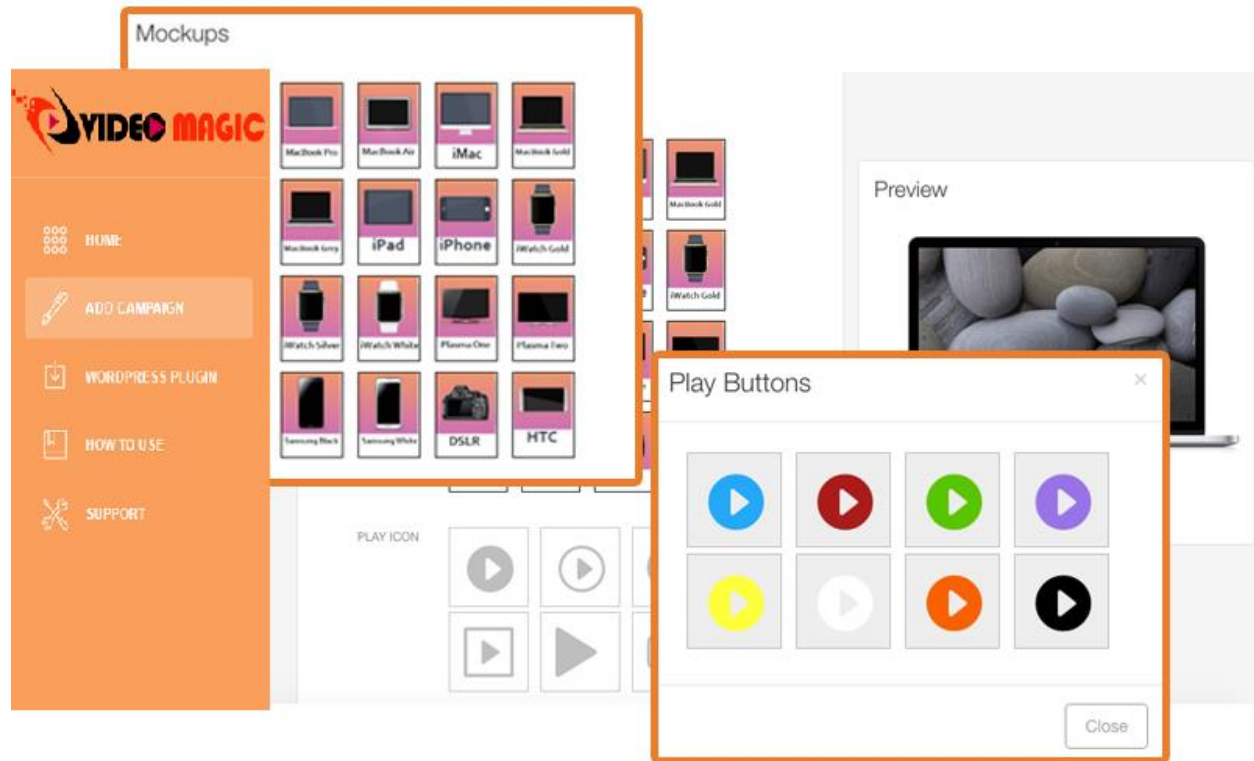 Mockups
VIDEO MAGIC
HOME
ADD CAMPAIGN
WORDPRESS PLUGIN
HOW TO USE
SUPPORT
MacBook Pro
MacBook Air
iMac
MacBook Gold
MacBook Grey
iPad
iPhone
iWatch Gold
iWatch Silver
iWatch White
Plasma One
Plasma Two
Samsung Black
Samsung White
DSLR
HTC
MacBook Gold
iWatch Gold
PLAY ICON
Preview
Play Buttons
×
Close